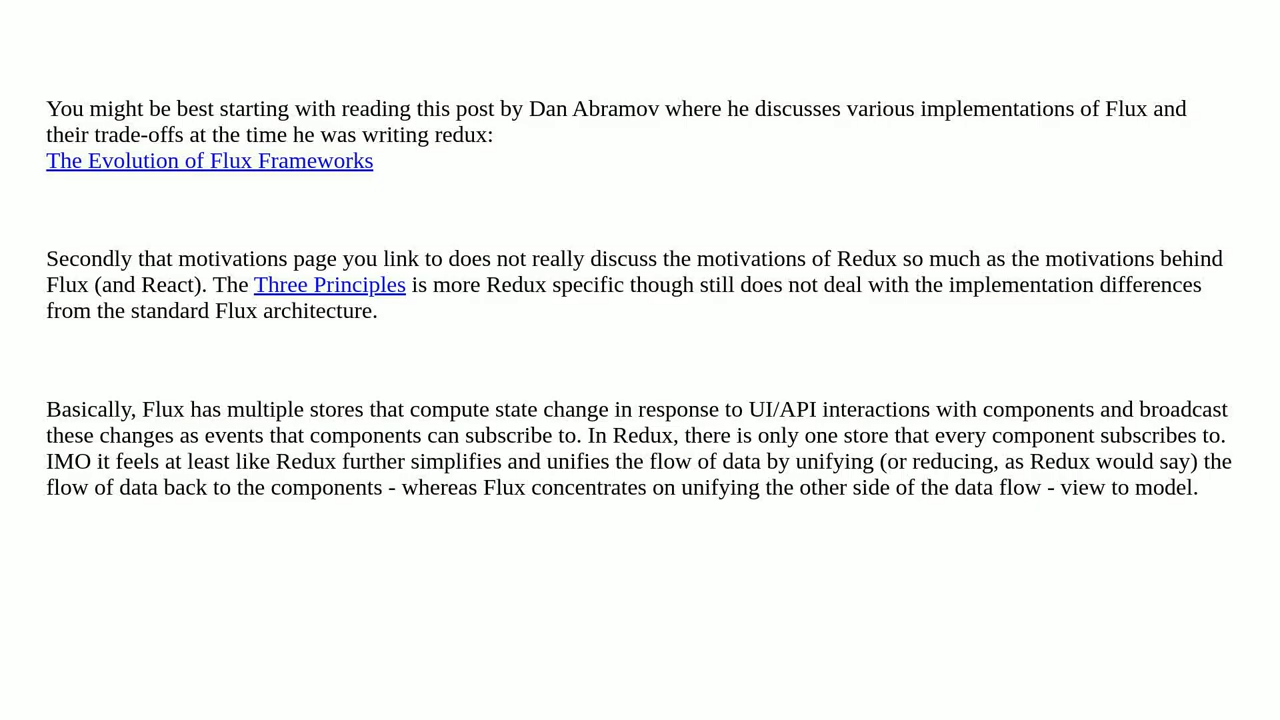 You might be best starting with reading this post by Dan Abramov where he discusses various implementations of Flux and
their trade-offs at the time he was writing redux:
The Evolution of Flux Frameworks
Secondly that motivations page you link to does not really discuss the motivations of Redux so much as the motivations behind
Flux (and React). The Three Principles is more Redux specific though still does not deal with the implementation differences
from the standard Flux architecture.
Basically, Flux has multiple stores that compute state change in response to UI/API interactions with components and broadcast
these changes as events that components can subscribe to. In Redux, there is only one store that every component subscribes to.
IMO it feels at least like Redux further simplifies and unifies the flow of data by unifying (or reducing, as Redux would say) the
flow of data back to the components - whereas Flux concentrates on unifying the other side of the data flow - view to model.